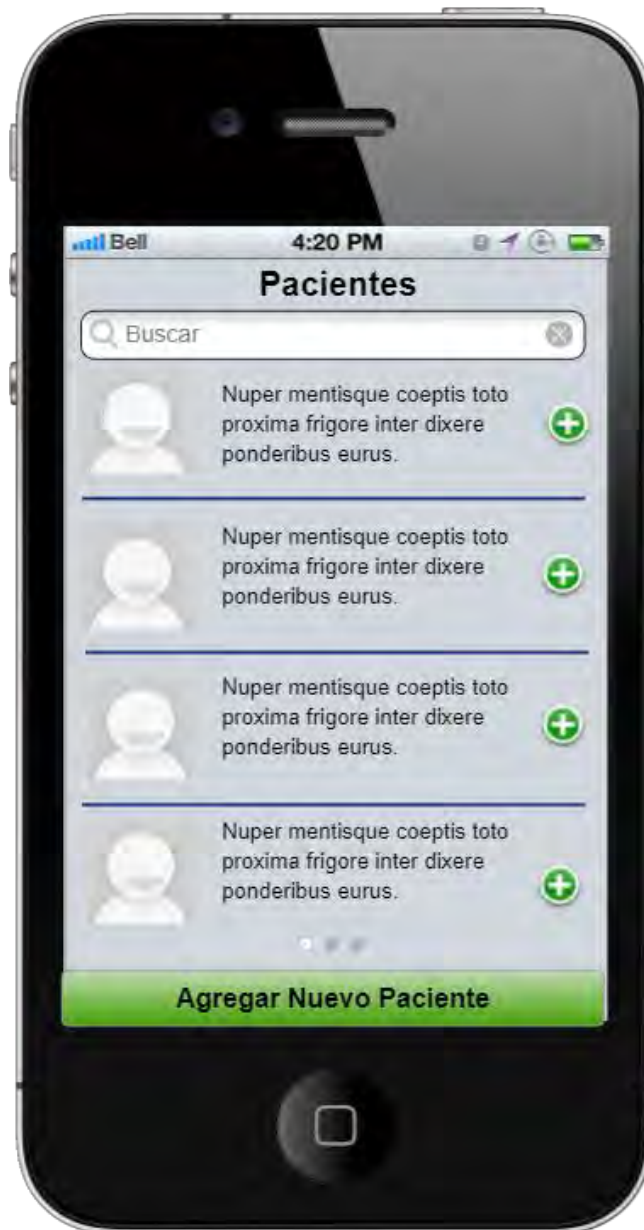 Bell 4:20 PM
Pacientes
Buscar
Nuper mentisque coeptis toto
proxima frigore inter dixere
ponderibus eurus.
Nuper mentisque coeptis toto
proxima frigore inter dixere
ponderibus eurus.
Nuper mentisque coeptis toto
proxima frigore inter dixere
ponderibus eurus.
Nuper mentisque coeptis toto
proxima frigore inter dixere
ponderibus eurus.
Agregar Nuevo Paciente